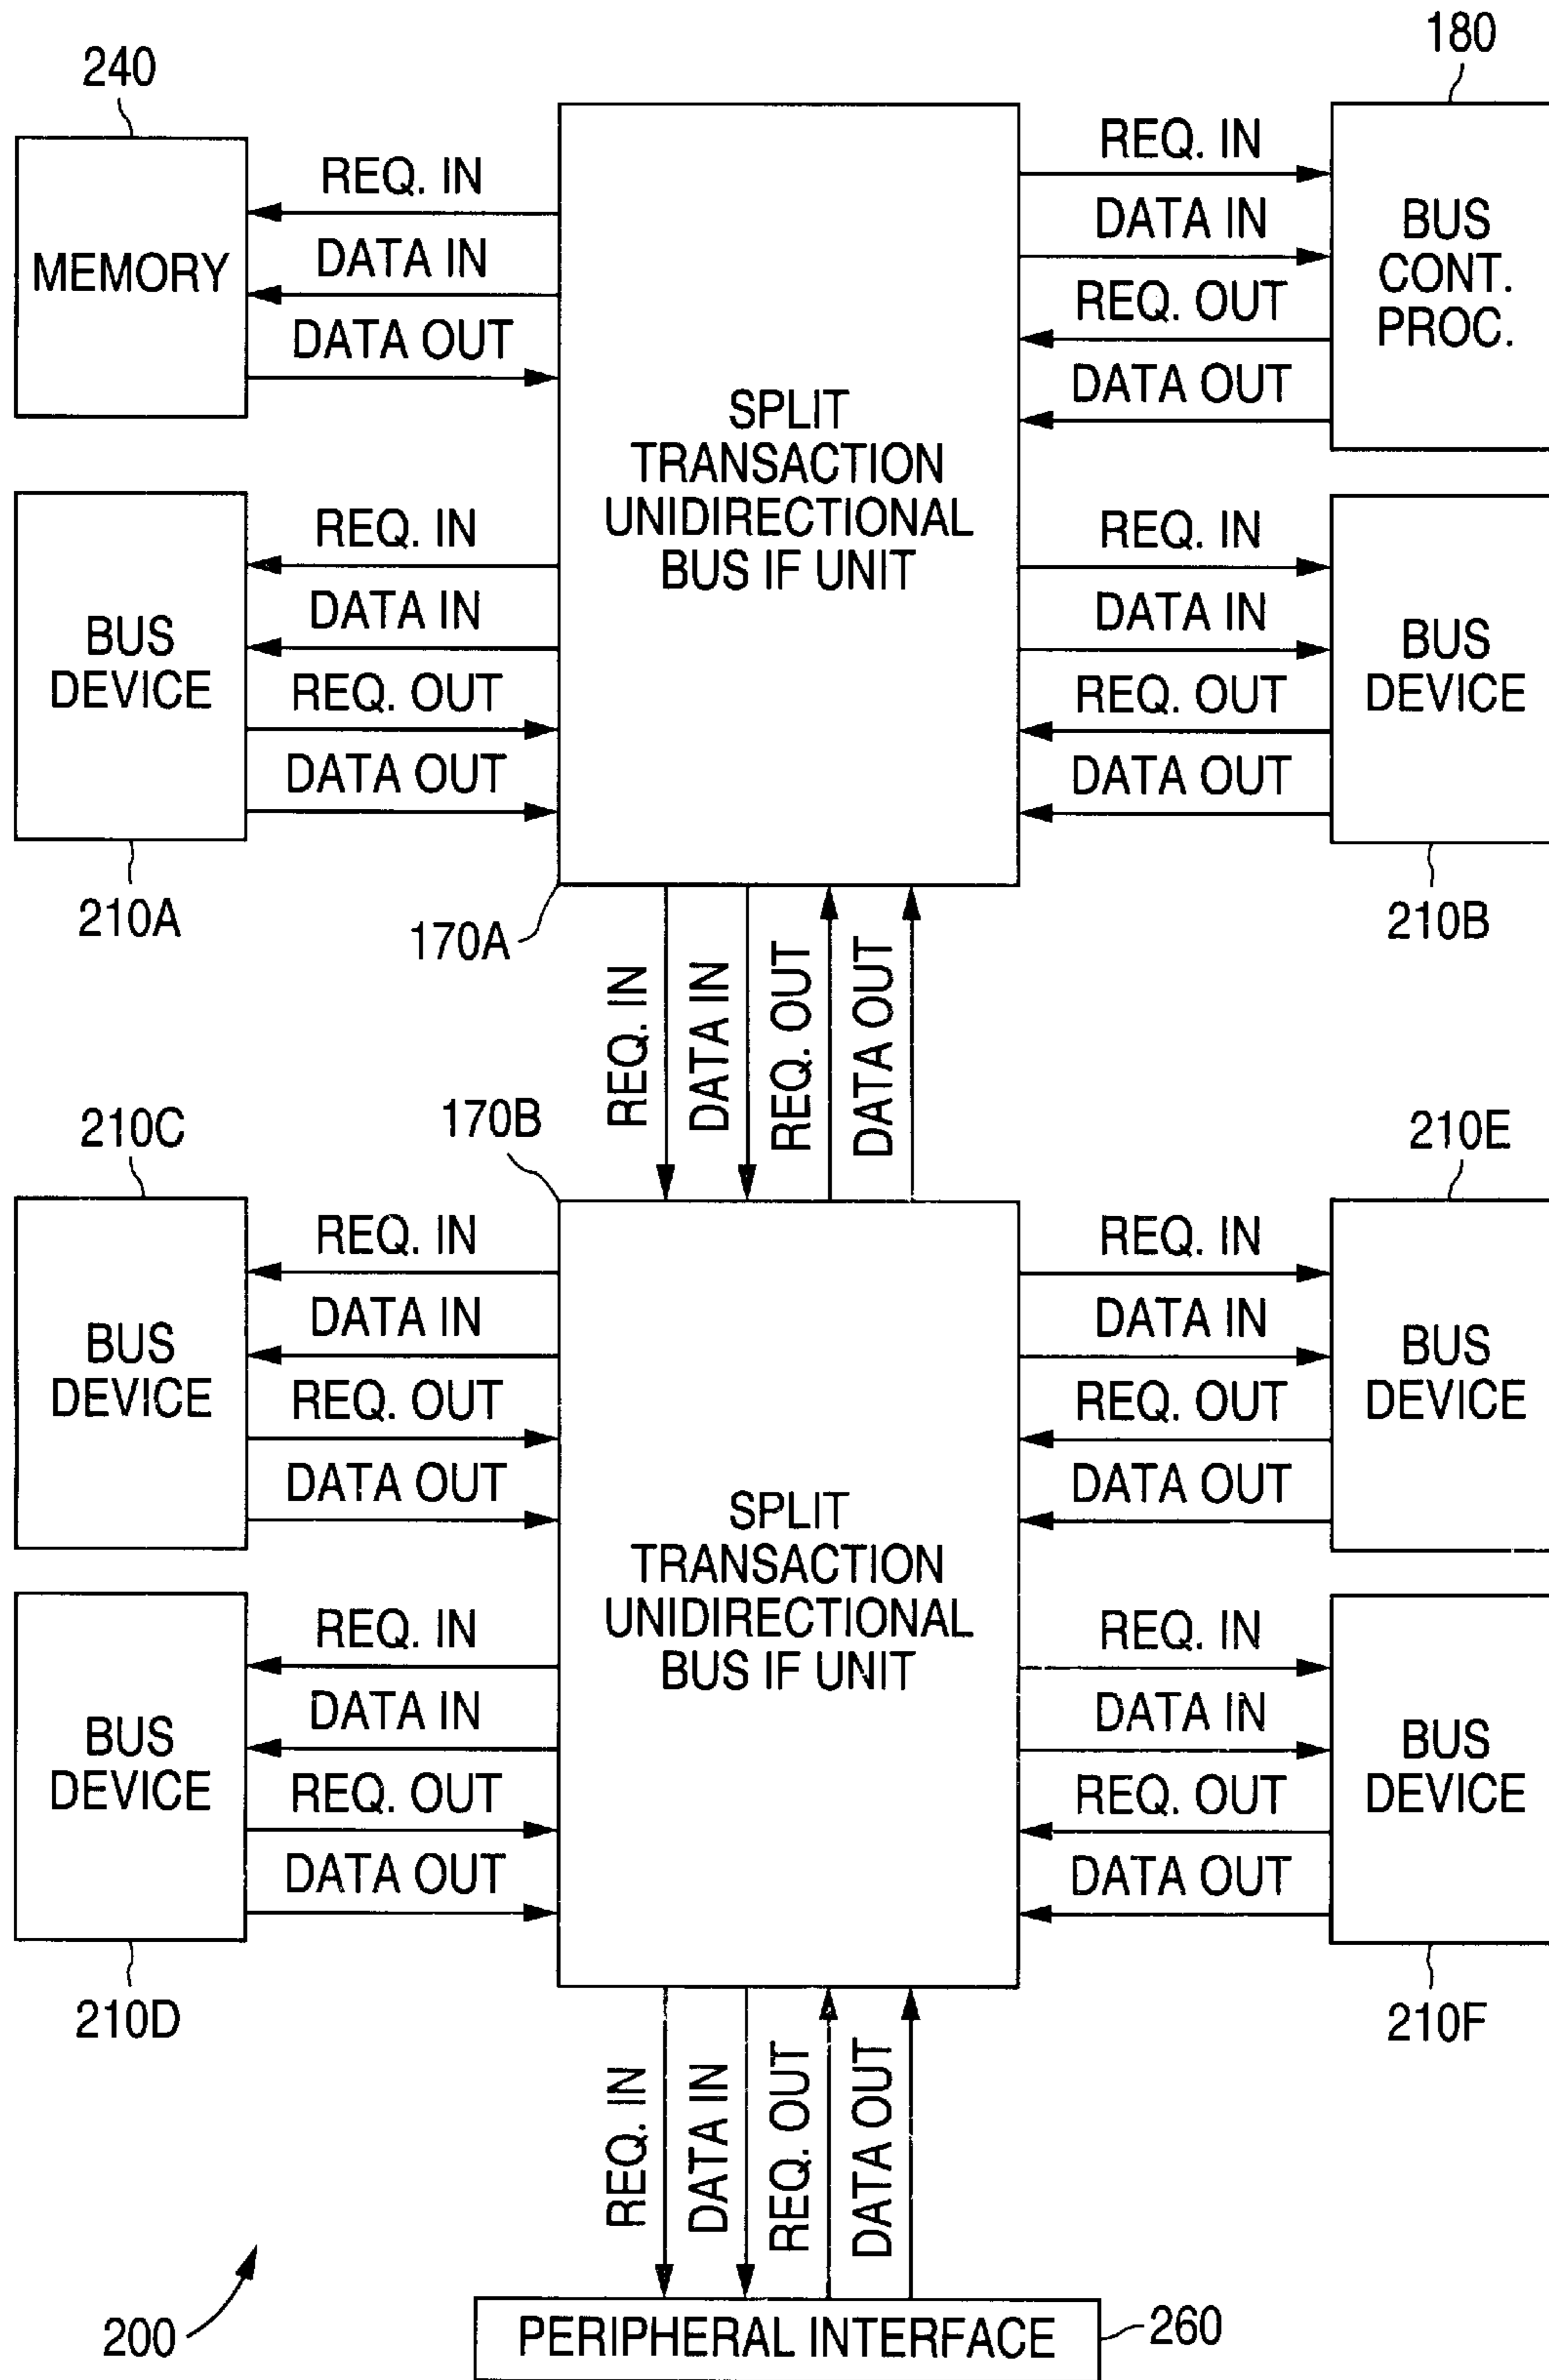 240
180
MEMORY
REQ. IN
DATA IN
DATA OUT
SPLIT
TRANSACTION
UNIDIRECTIONAL
BUS IF UNIT
REQ. IN
DATA IN
REQ. OUT
DATA OUT
BUS
CONT.
PROC.
BUS
DEVICE
REQ. IN
DATA IN
REQ. OUT
DATA OUT
REQ. IN
DATA IN
REQ. OUT
DATA OUT
BUS
DEVICE
210A
170A
210B
REQ. IN
DATA IN
REQ. OUT
DATA OUT
210C
170B
210E
BUS
DEVICE
REQ. IN
DATA IN
REQ. OUT
DATA OUT
SPLIT
TRANSACTION
UNIDIRECTIONAL
BUS IF UNIT
REQ. IN
DATA IN
REQ. OUT
DATA OUT
BUS
DEVICE
BUS
DEVICE
REQ. IN
DATA IN
REQ. OUT
DATA OUT
REQ. IN
DATA IN
REQ. OUT
DATA OUT
BUS
DEVICE
210D
210F
REQ. IN
DATA IN
REQ. OUT
DATA OUT
200
PERIPHERAL INTERFACE
260